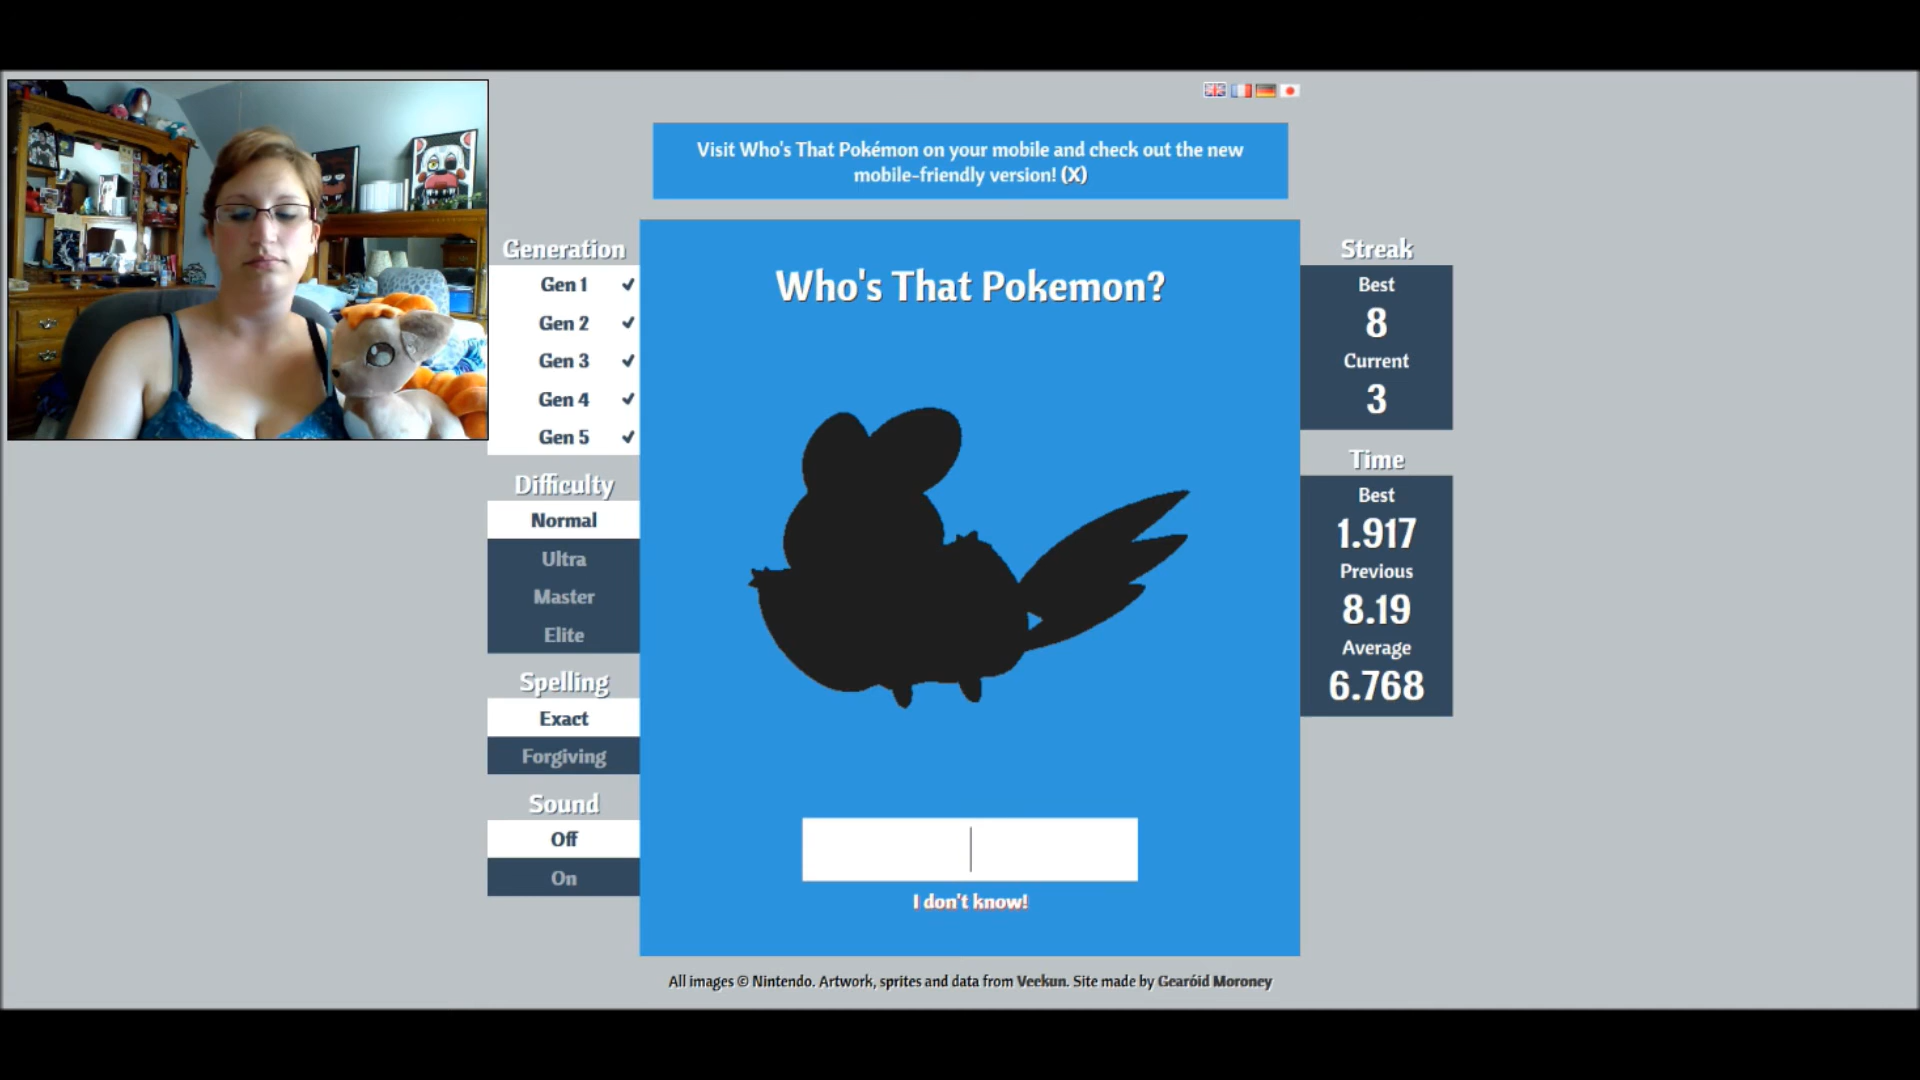 Visit Who's That Pokémon on your mobile and check out the new
mobile-friendly version! (X)
Generation
Gen 1
Gen 2
Gen 3
Gen 4
Gen 5
Difficulty
Normal
Ultra
Master
Elite
Spelling
Exact
Forgiving
Sound
Off
On
Who's That Pokemon?
I don't know!
Streak
Best
8
Current
3
Time
Best
1.917
Previous
8.19
Average
6.768
All images © Nintendo. Artwork, sprites and data from Veekun. Site made by Gearóid Moroney